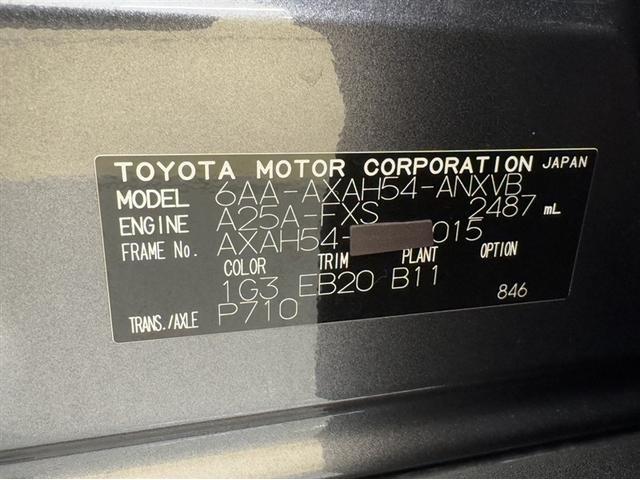 TOYOTA MOTOR CORPORATION JAPAN
MODEL 6AA-AXAH54-ANXVB
ENGINE A25A-FXS 2487 mL
FRAME No. AXAH54- 015
COLOR TRIM PLANT OPTION
1G3 EB20 B11 846
TRANS./AXLE P710